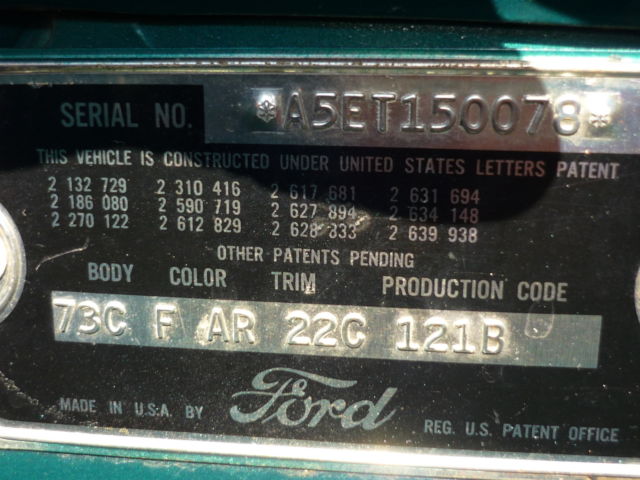 SERIAL NO. *A5ET150078*
THIS VEHICLE IS CONSTRUCTED UNDER UNITED STATES LETTERS PATENT
2 132 729 2 310 416 2 617 681 2 631 694
2 186 080 2 590 719 2 627 894 2 634 148
2 270 122 2 612 829 2 628 333 2 639 938
OTHER PATENTS PENDING
BODY COLOR TRIM PRODUCTION CODE
73C F AR 22C 121B
MADE IN U.S.A. BY Ford REG. U.S. PATENT OFFICE